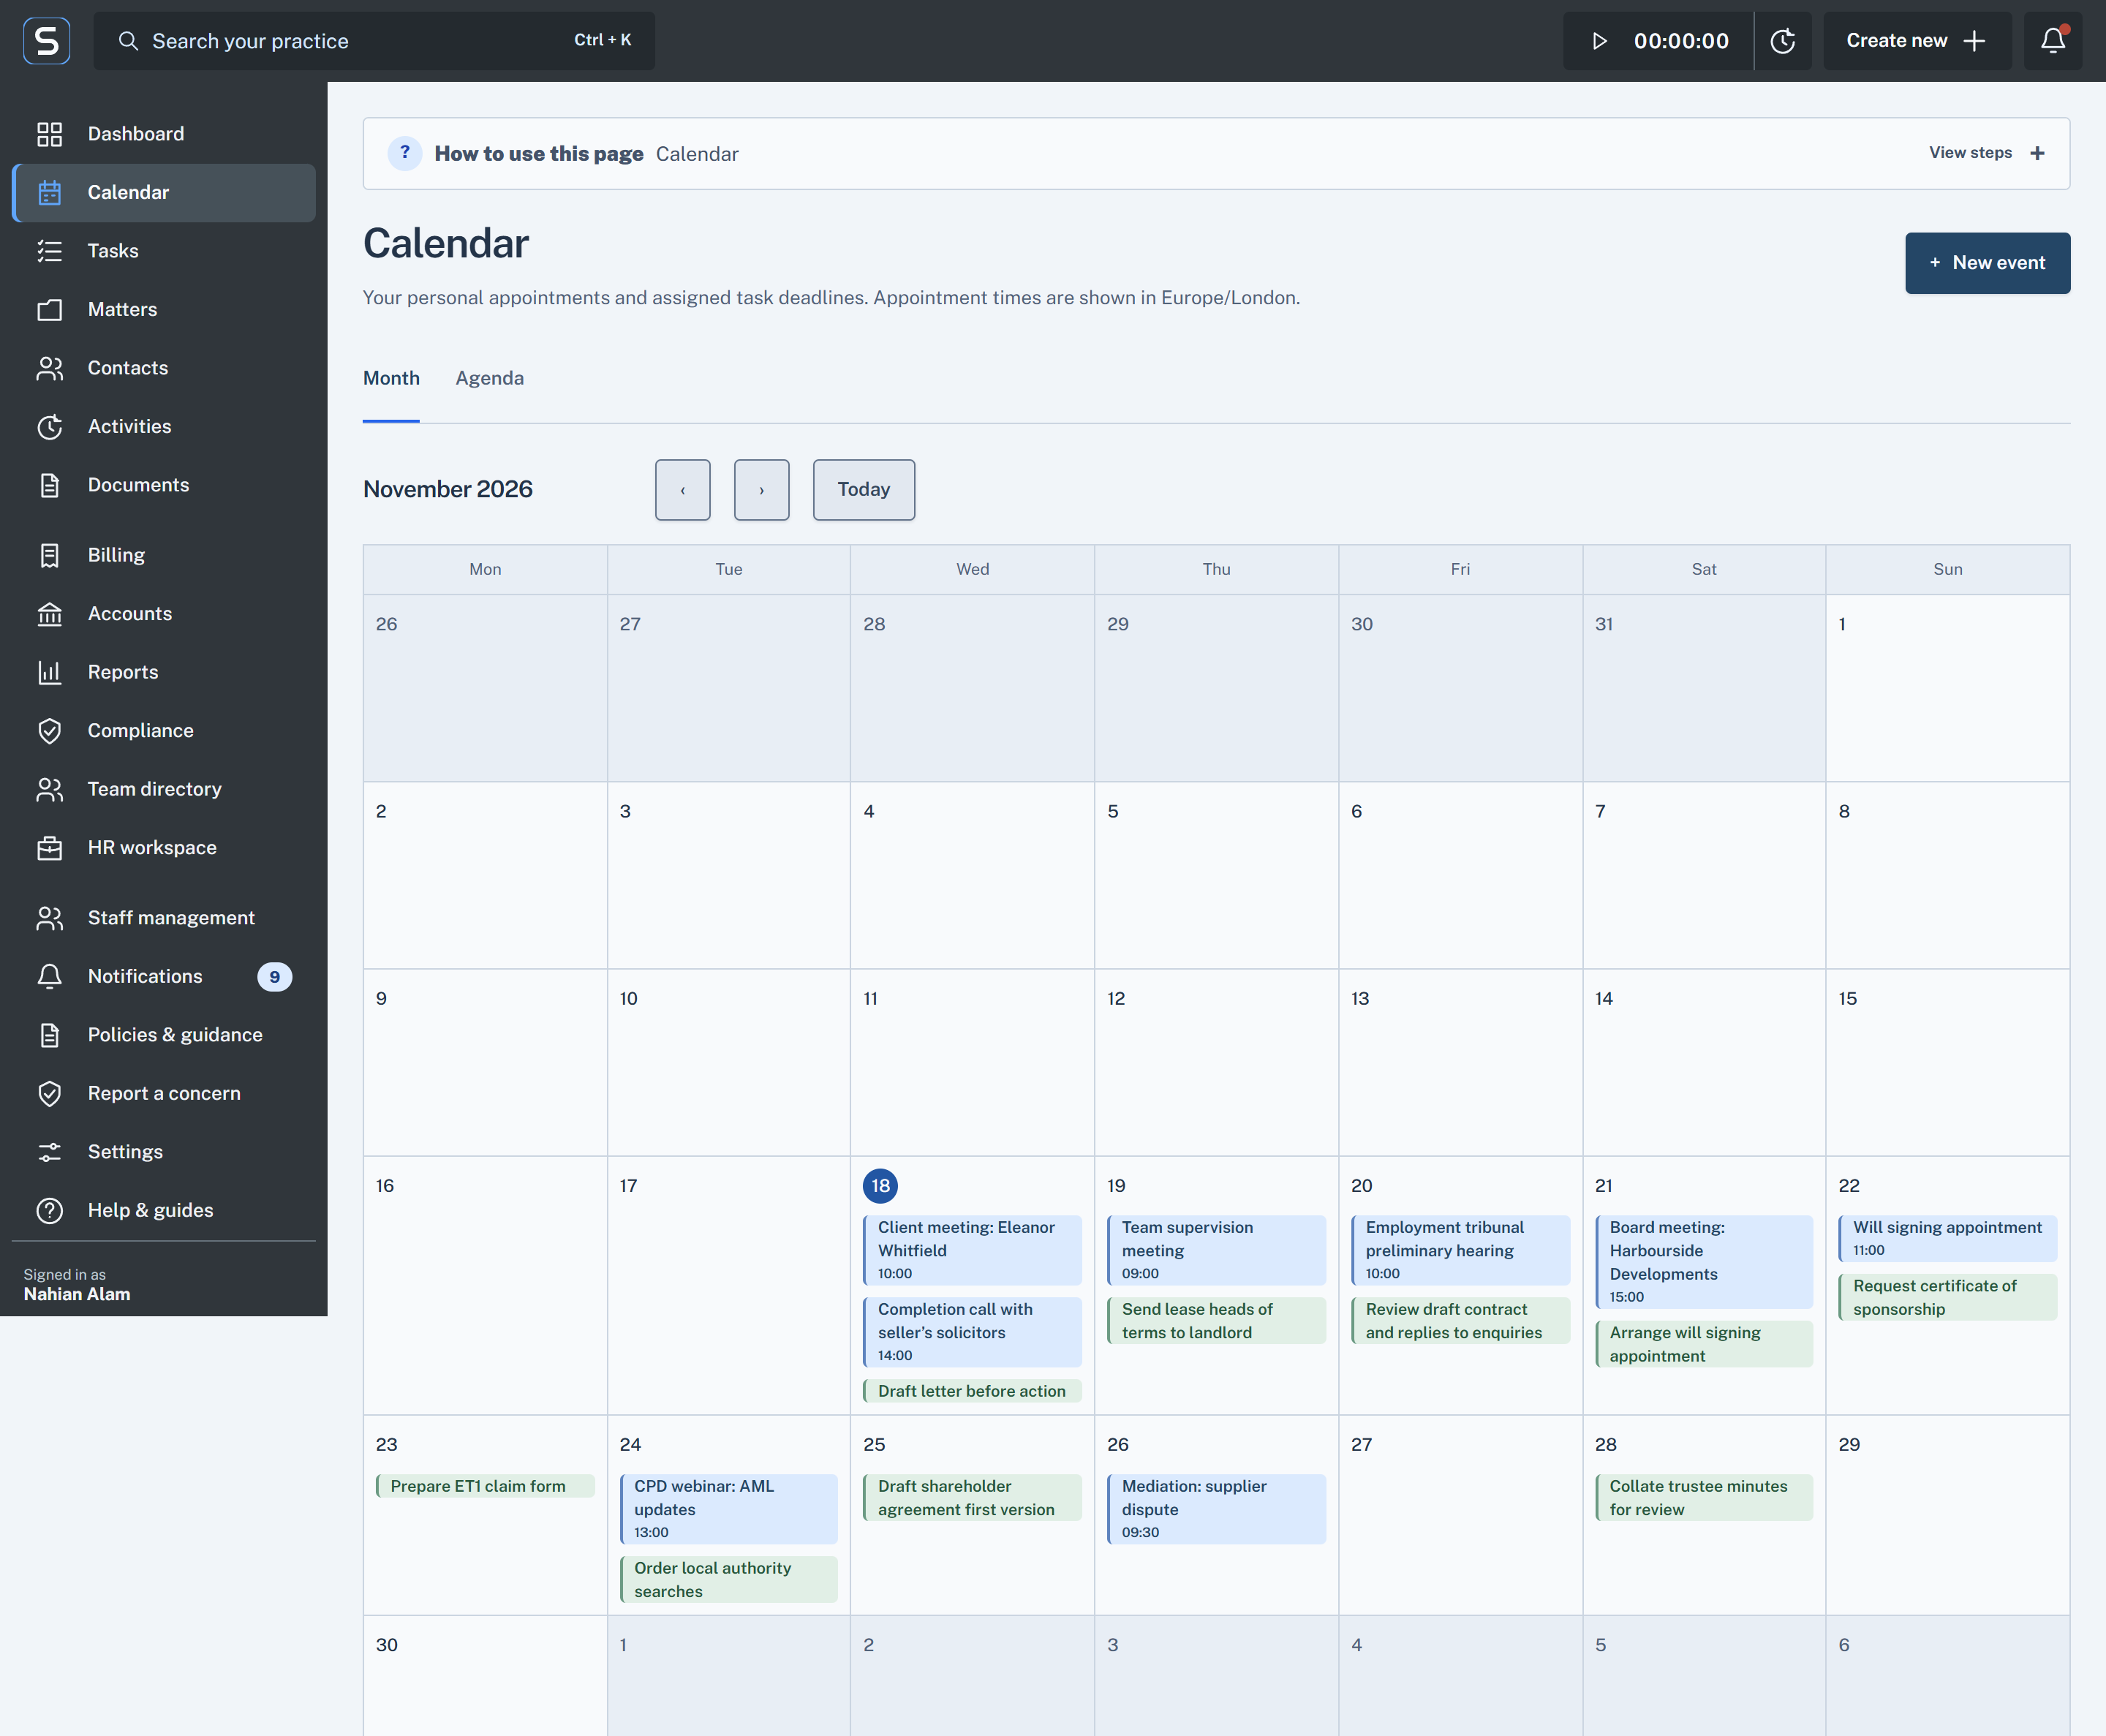 S
Search your practice
Ctrl + K
00:00:00
Create new
Dashboard
Calendar
Tasks
Matters
Contacts
Activities
Documents
Billing
Accounts
Reports
Compliance
Team directory
HR workspace
Staff management
Notifications
9
Policies & guidance
Report a concern
Settings
Help & guides
Signed in as
Nahian Alam
?
How to use this page Calendar
View steps +
Calendar
Your personal appointments and assigned task deadlines. Appointment times are shown in Europe/London.
+ New event
Month Agenda
November 2026
‹ › Today
Mon Tue Wed Thu Fri Sat Sun
26 27 28 29 30 31 1
2 3 4 5 6 7 8
9 10 11 12 13 14 15
16
17
18
Client meeting: Eleanor
Whitfield
10:00
Completion call with
seller’s solicitors
14:00
Draft letter before action
19
Team supervision
meeting
09:00
Send lease heads of
terms to landlord
20
Employment tribunal
preliminary hearing
10:00
Review draft contract
and replies to enquiries
21
Board meeting:
Harbourside
Developments
15:00
Arrange will signing
appointment
22
Will signing appointment
11:00
Request certificate of
sponsorship
23
Prepare ET1 claim form
24
CPD webinar: AML
updates
13:00
Order local authority
searches
25
Draft shareholder
agreement first version
26
Mediation: supplier
dispute
09:30
27
28
Collate trustee minutes
for review
29
30 1 2 3 4 5 6